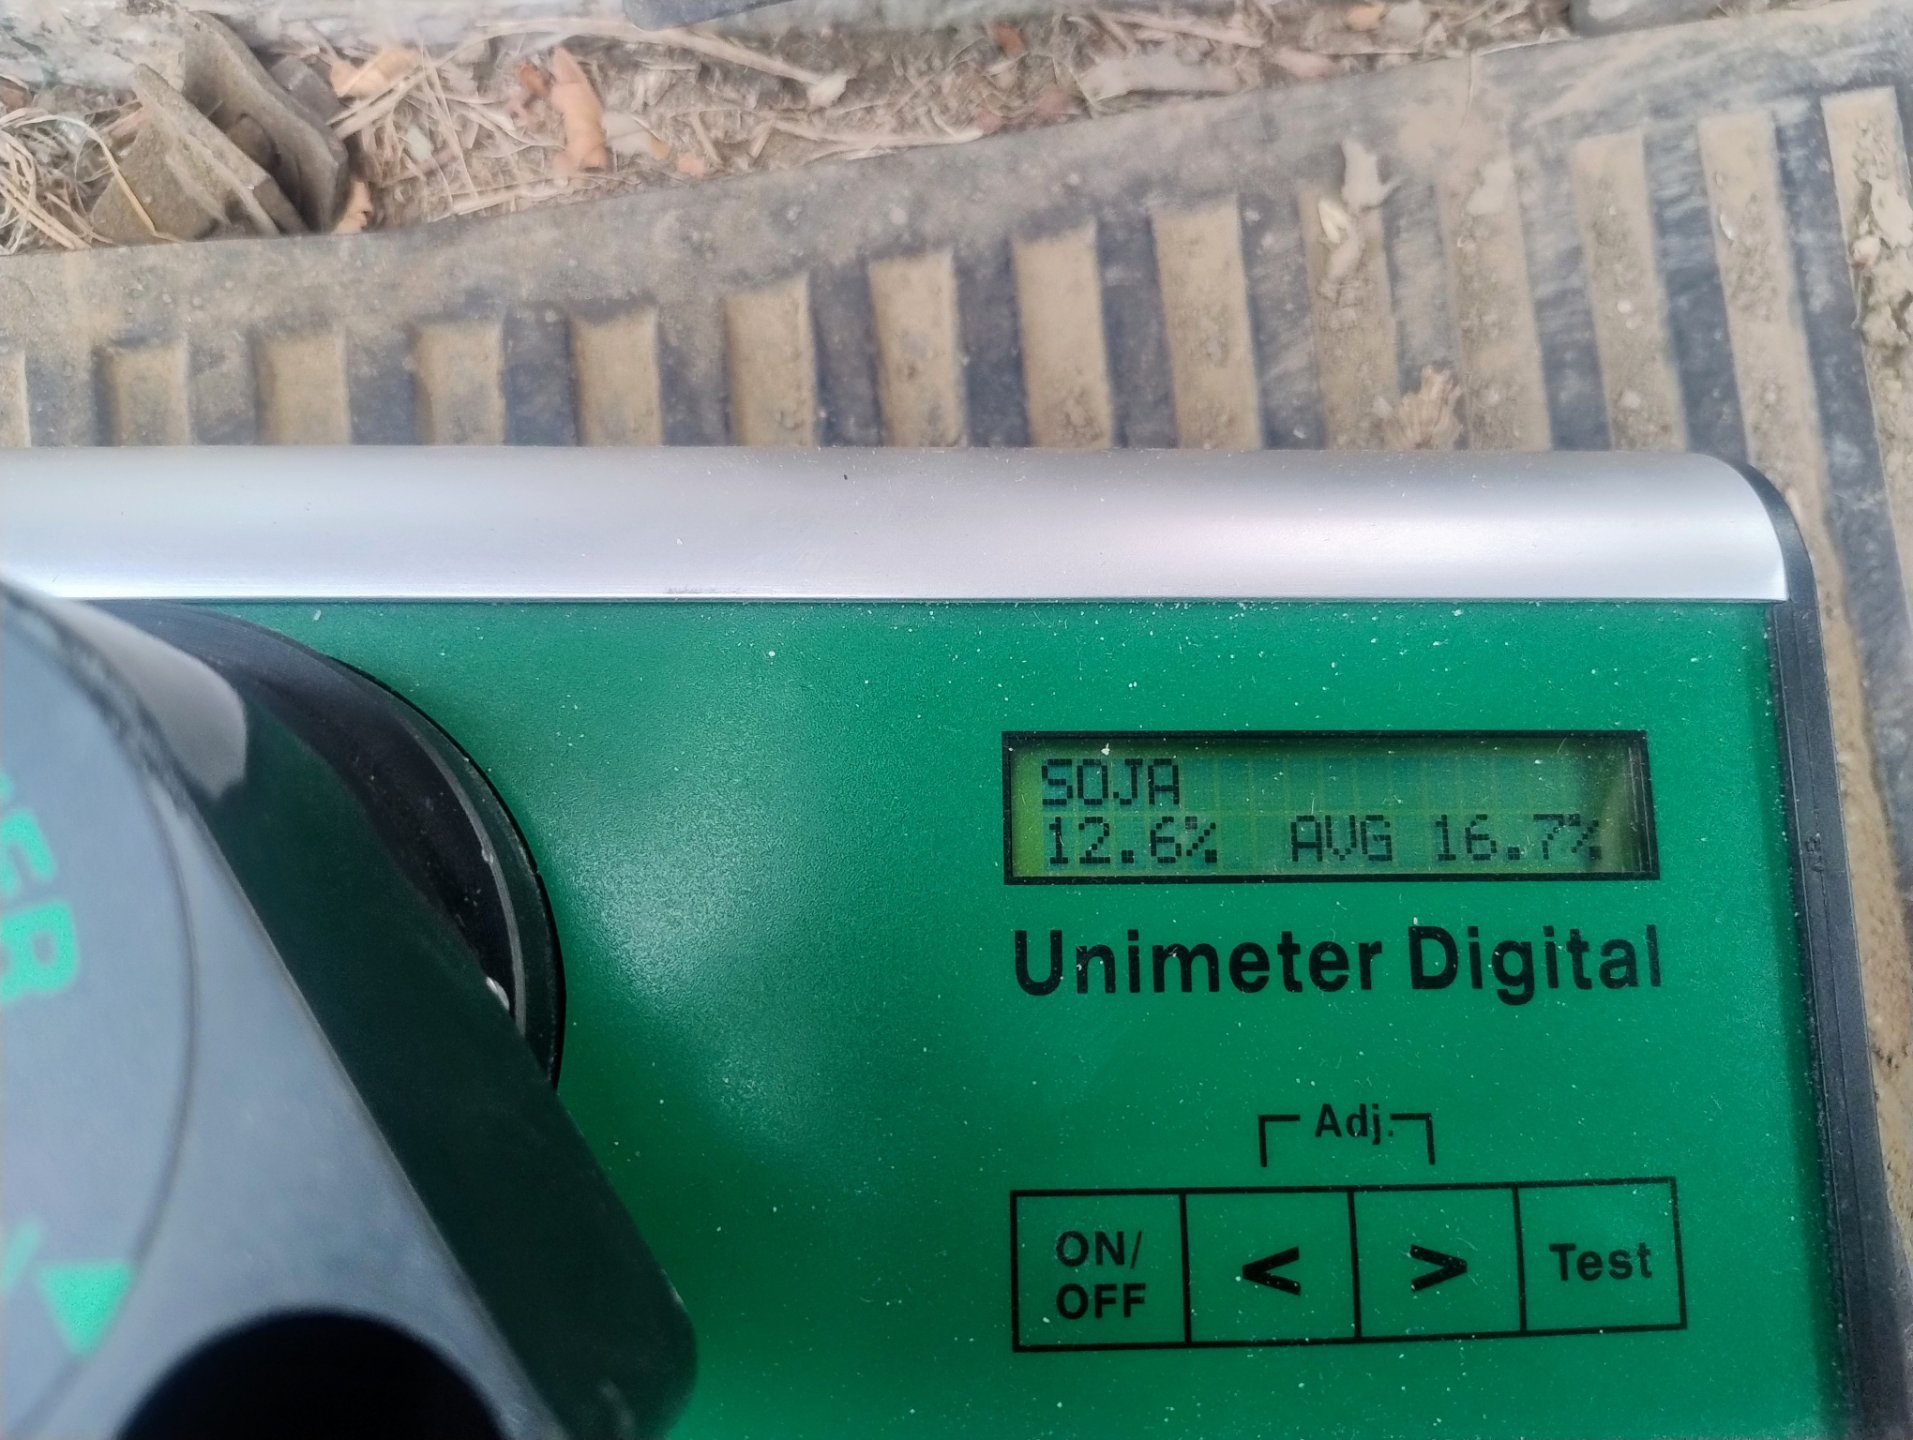 SOJA
12.6% AVG 16.7%
Unimeter Digital
Adj.
ON/
OFF
<
>
Test